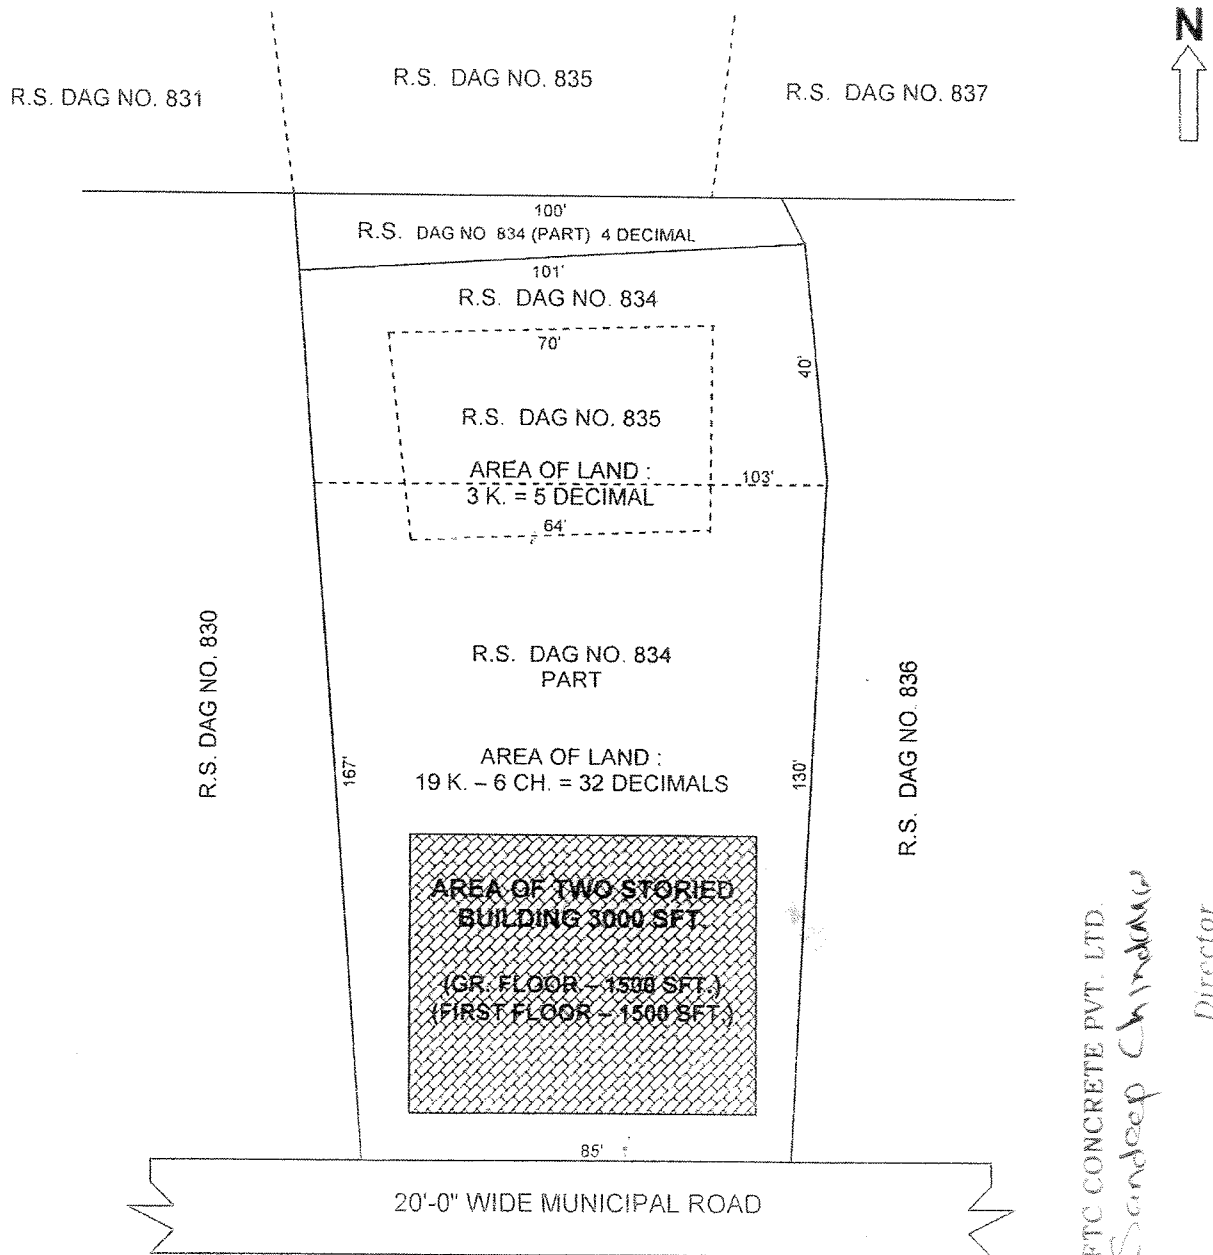 N
R.S. DAG NO. 831
R.S. DAG NO. 835
R.S. DAG NO. 837
100'
R.S. DAG NO 834 (PART) 4 DECIMAL
101'
R.S. DAG NO. 834
70'
40'
R.S. DAG NO. 835
AREA OF LAND :
3 K. = 5 DECIMAL
103'
64'
R.S. DAG NO. 830
R.S. DAG NO. 834
PART
R.S. DAG NO. 836
167'
AREA OF LAND :
19 K. – 6 CH. = 32 DECIMALS
130'
AREA OF TWO STORIED
BUILDING 3000 SFT.
(GR. FLOOR – 1500 SFT.)
(FIRST FLOOR – 1500 SFT.)
85'
20'-0" WIDE MUNICIPAL ROAD
FTC CONCRETE PVT. LTD.
Sandeep
Director